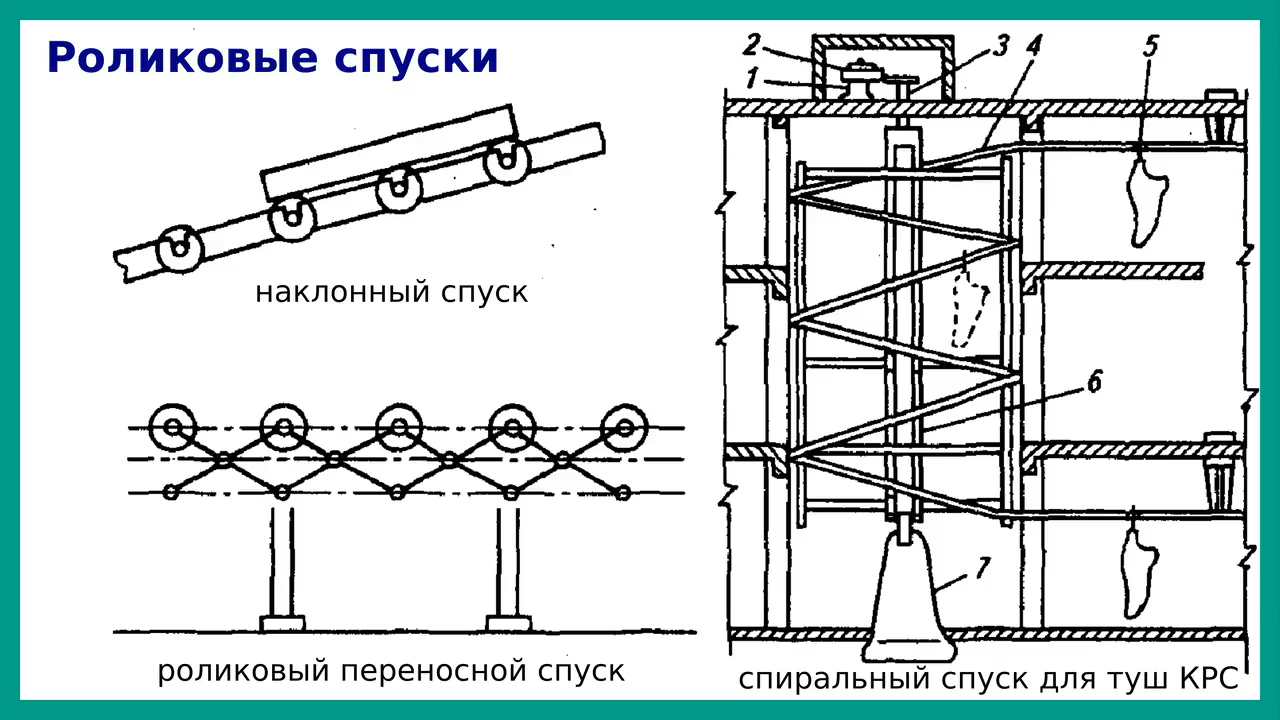 Роликовые спуски
наклонный спуск
роликовый переносной спуск
2
1
3
4
5
6
7
спиральный спуск для туш КРС